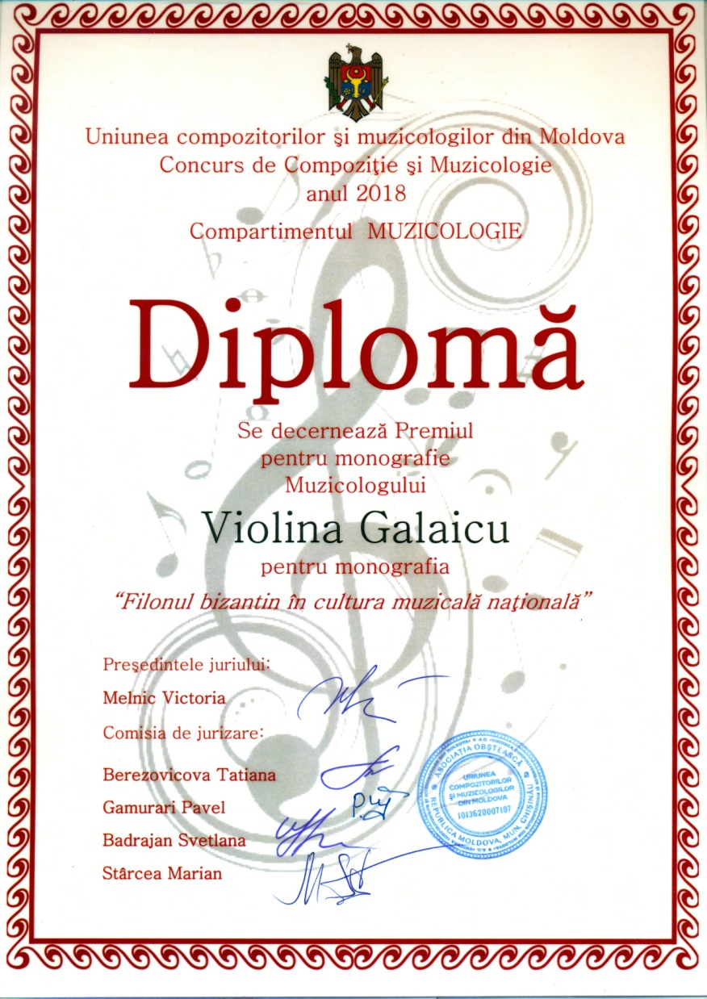 Uniunea compozitorilor şi muzicologilor din Moldova
Concurs de Compoziţie şi Muzicologie
anul 2018
Compartimentul MUZICOLOGIE
Diplomă
Se decernează Premiul
pentru monografie
Muzicologului
Violina Galaicu
pentru monografia
“Filonul bizantin în cultura muzicală naţională”
Preşedintele juriului:
Melnic Victoria
Comisia de jurizare:
Berezovicova Tatiana
Gamurari Pavel
Badrajan Svetlana
Stârcea Marian
ASOCIAŢIA OBŞTEASCĂ
UNIUNEA
COMPOZITORILOR
ŞI MUZICOLOGILOR
DIN MOLDOVA
1013620007197
REPUBLICA MOLDOVA, MUN. CHIŞINĂU